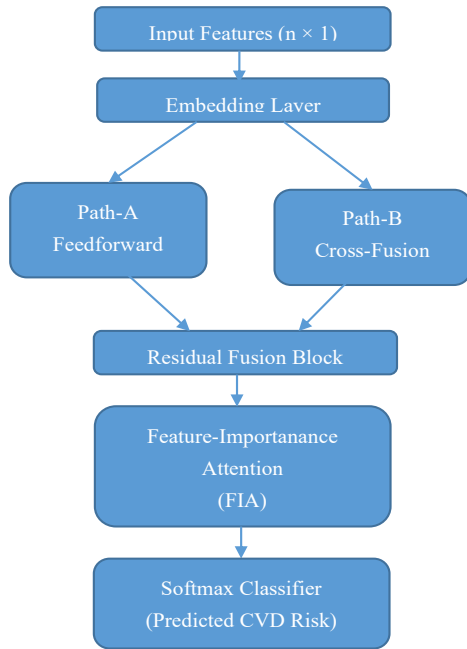 Input Features (n × 1)
Embedding Layer
Path-A
Feedforward
Path-B
Cross-Fusion
Residual Fusion Block
Feature-Importanance
Attention
(FIA)
Softmax Classifier
(Predicted CVD Risk)